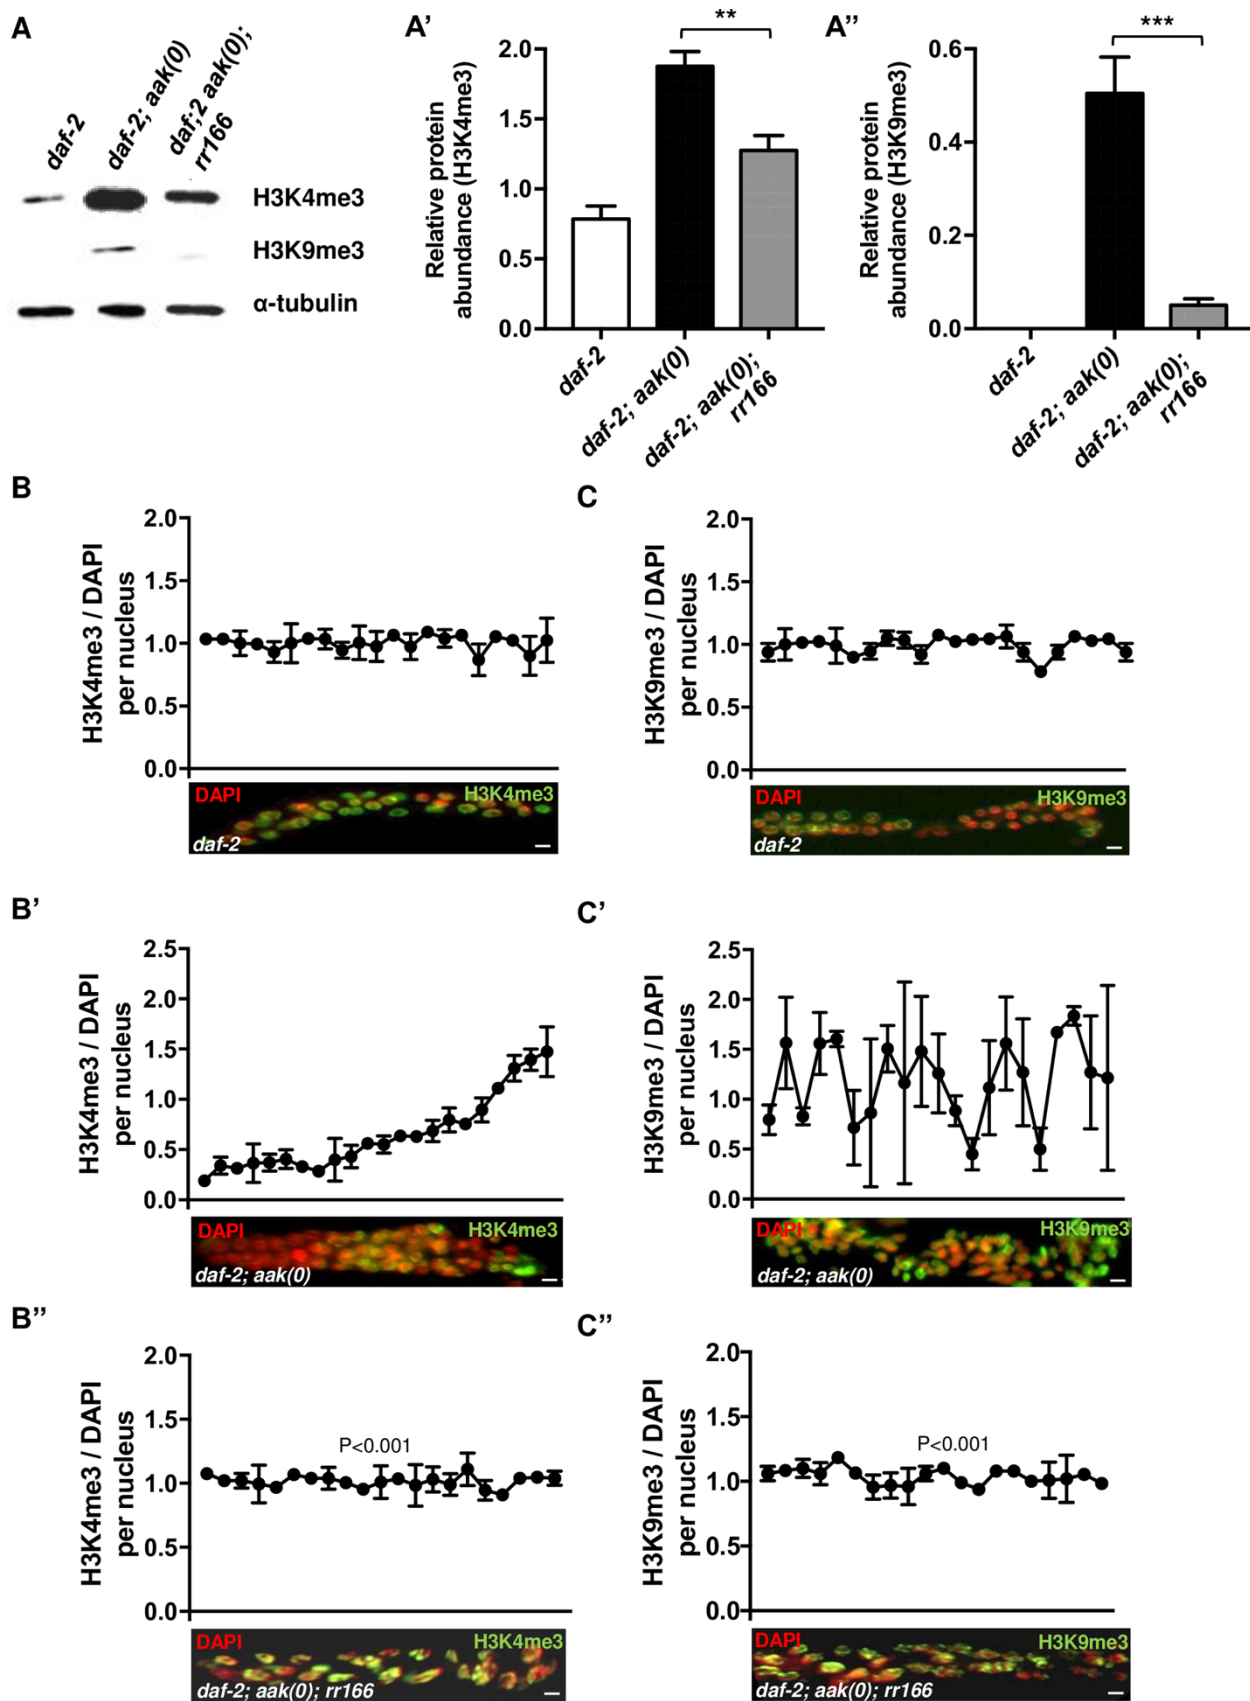 A
daf-2
daf-2; aak(0)
daf;2 aak(0);
rr166
H3K4me3
H3K9me3
α-tubulin
A'
**
Relative protein
abundance (H3K4me3)
2.0
1.5
1.0
0.5
0.0
daf-2
daf-2; aak(0)
daf-2; aak(0);
rr166
A''
***
Relative protein
abundance (H3K9me3)
0.6
0.4
0.2
0.0
daf-2
daf-2; aak(0)
daf-2; aak(0);
rr166
B
H3K4me3 / DAPI
per nucleus
2.0
1.5
1.0
0.5
0.0
DAPI
H3K4me3
daf-2
C
H3K9me3 / DAPI
per nucleus
2.0
1.5
1.0
0.5
0.0
DAPI
H3K9me3
daf-2
B'
H3K4me3 / DAPI
per nucleus
2.5
2.0
1.5
1.0
0.5
0.0
DAPI
H3K4me3
daf-2; aak(0)
C'
H3K9me3 / DAPI
per nucleus
2.5
2.0
1.5
1.0
0.5
0.0
DAPI
H3K9me3
daf-2; aak(0)
B''
H3K4me3 / DAPI
per nucleus
2.0
1.5
1.0
0.5
0.0
P<0.001
DAPI
H3K4me3
daf-2; aak(0); rr166
C''
H3K9me3 / DAPI
per nucleus
2.0
1.5
1.0
0.5
0.0
P<0.001
DAPI
H3K9me3
daf-2; aak(0); rr166